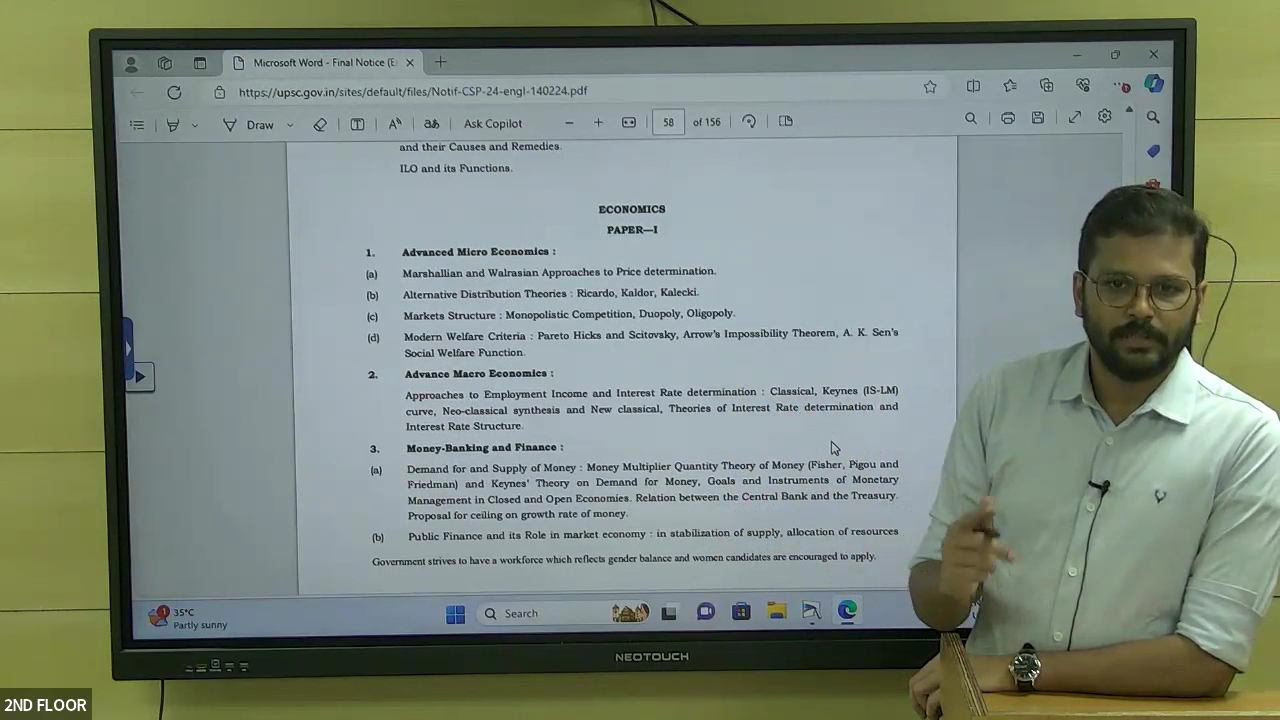 Microsoft Word - Final Notice (E
https://upsc.gov.in/sites/default/files/Notif-CSP-24-engl-140224.pdf
Draw
Ask Copilot
58
of 156
and their Causes and Remedies.
ILO and its Functions.
ECONOMICS
PAPER—I
1. Advanced Micro Economics :
(a) Marshallian and Walrasian Approaches to Price determination.
(b) Alternative Distribution Theories : Ricardo, Kaldor, Kalecki.
(c) Markets Structure : Monopolistic Competition, Duopoly, Oligopoly.
(d) Modern Welfare Criteria : Pareto Hicks and Scitovsky, Arrow's Impossibility Theorem, A. K. Sen's
Social Welfare Function.
2. Advance Macro Economics :
Approaches to Employment Income and Interest Rate determination : Classical, Keynes (IS-LM)
curve, Neo-classical synthesis and New classical, Theories of Interest Rate determination and
Interest Rate Structure.
3. Money-Banking and Finance :
(a) Demand for and Supply of Money : Money Multiplier Quantity Theory of Money (Fisher, Pigou and
Friedman) and Keynes' Theory on Demand for Money, Goals and Instruments of Monetary
Management in Closed and Open Economies. Relation between the Central Bank and the Treasury.
Proposal for ceiling on growth rate of money.
(b) Public Finance and its Role in market economy : in stabilization of supply, allocation of resources
Government strives to have a workforce which reflects gender balance and women candidates are encouraged to apply.
1
35°C
Partly sunny
Search
NEOTOUCH
2ND FLOOR